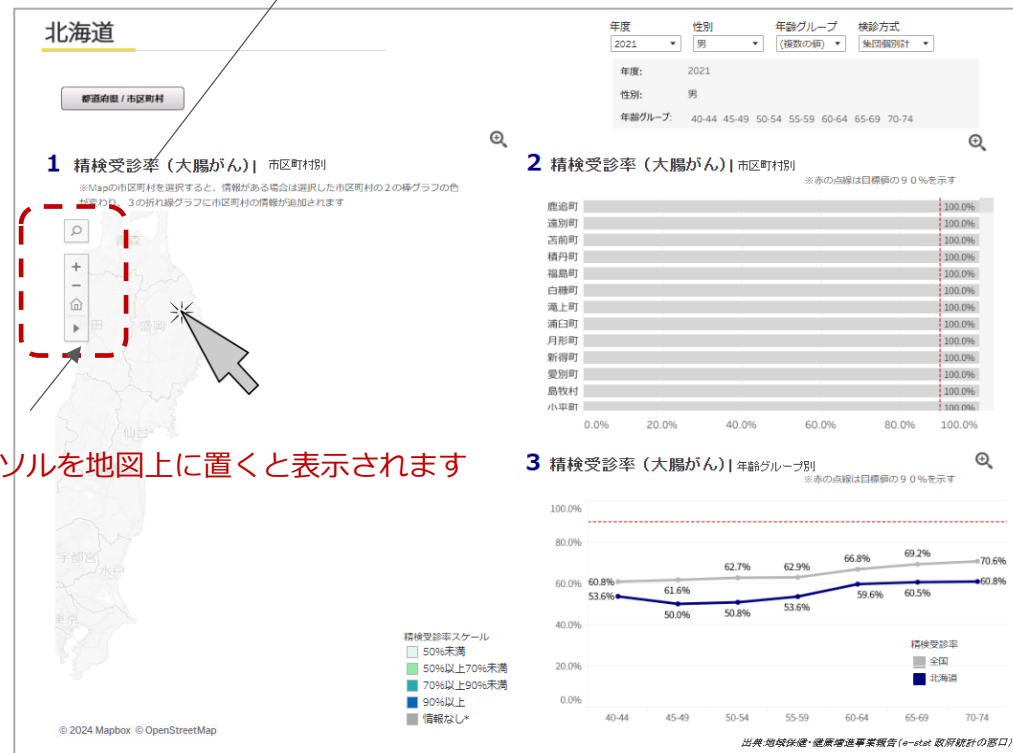 北海道
都道府県 / 市区町村
年度
性別
年齢グループ
検診方式
2021
男
(複数の値)
集団個別計
年度: 2021
性別: 男
年齢グループ: 40-44 45-49 50-54 55-59 60-64 65-69 70-74
1 精検受診率（大腸がん）| 市区町村別
※Mapの市区町村を選択すると、情報がある場合は選択した市区町村の２の棒グラフの色
が変わり、３の折れ線グラフに市区町村の情報が追加されます
青森
田
盛岡
仙台
宇都宮
水戸
東京
ソルを地図上に置くと表示されます
精検受診率スケール
50%未満
50%以上70%未満
70%以上90%未満
90%以上
情報なし*
© 2024 Mapbox © OpenStreetMap
2 精検受診率（大腸がん）| 市区町村別
※赤の点線は目標値の９０%を示す
鹿追町 100.0%
遠別町 100.0%
苫前町 100.0%
積丹町 100.0%
福島町 100.0%
白糠町 100.0%
滝上町 100.0%
浦臼町 100.0%
月形町 100.0%
新得町 100.0%
愛別町 100.0%
島牧村 100.0%
小平町 100.0%
0.0% 20.0% 40.0% 60.0% 80.0% 100.0%
3 精検受診率（大腸がん）| 年齢グループ別
※赤の点線は目標値の９０%を示す
100.0%
80.0%
60.0%
40.0%
20.0%
0.0%
60.8% 61.6% 62.7% 62.9% 66.8% 69.2% 70.6%
53.6% 50.0% 50.8% 53.6% 59.6% 60.5% 60.8%
精検受診率
全国
北海道
40-44 45-49 50-54 55-59 60-64 65-69 70-74
出典:地域保健・健康増進事業報告(e-stat 政府統計の窓口)